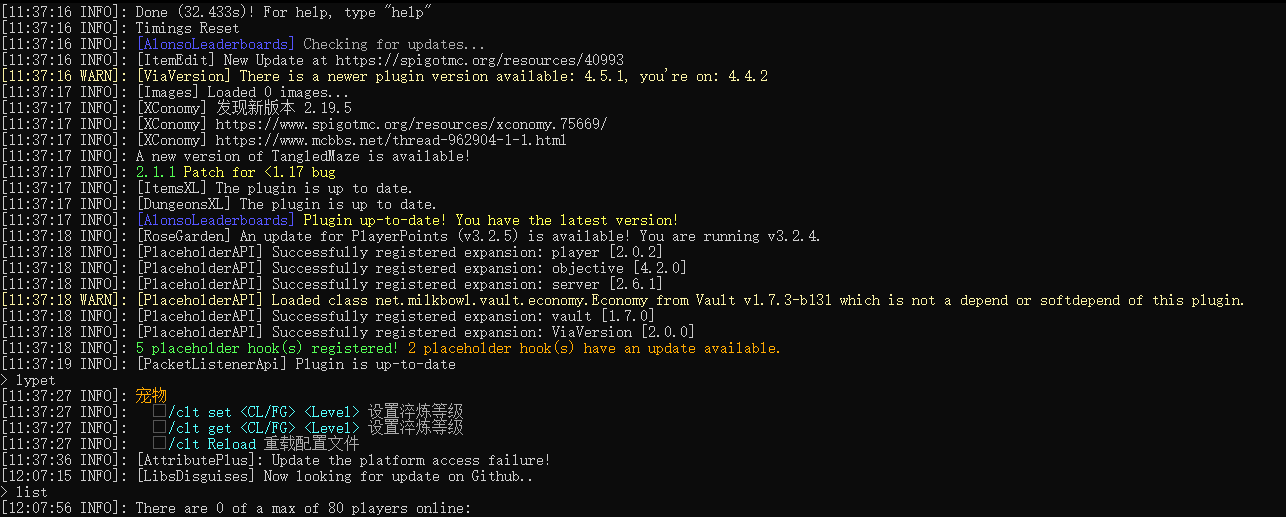 [11:37:16 INFO]: Done (32.433s)! For help, type "help"
[11:37:16 INFO]: Timings Reset
[11:37:16 INFO]: [AlonsoLeaderboards] Checking for updates...
[11:37:16 INFO]: [ItemEdit] New Update at https://spigotmc.org/resources/40993
[11:37:16 WARN]: [ViaVersion] There is a newer plugin version available: 4.5.1, you're on: 4.4.2
[11:37:17 INFO]: [Images] Loaded 0 images...
[11:37:17 INFO]: [XConomy] 发现新版本 2.19.5
[11:37:17 INFO]: [XConomy] https://www.spigotmc.org/resources/xconomy.75669/
[11:37:17 INFO]: [XConomy] https://www.mcbbs.net/thread-962904-1-1.html
[11:37:17 INFO]: A new version of TangledMaze is available!
[11:37:17 INFO]: 2.1.1 Patch for <1.17 bug
[11:37:17 INFO]: [ItemsXL] The plugin is up to date.
[11:37:17 INFO]: [DungeonsXL] The plugin is up to date.
[11:37:17 INFO]: [AlonsoLeaderboards] Plugin up-to-date! You have the latest version!
[11:37:18 INFO]: [RoseGarden] An update for PlayerPoints (v3.2.5) is available! You are running v3.2.4.
[11:37:18 INFO]: [PlaceholderAPI] Successfully registered expansion: player [2.0.2]
[11:37:18 INFO]: [PlaceholderAPI] Successfully registered expansion: objective [4.2.0]
[11:37:18 INFO]: [PlaceholderAPI] Successfully registered expansion: server [2.6.1]
[11:37:18 WARN]: [PlaceholderAPI] Loaded class net.milkbowl.vault.economy.Economy from Vault v1.7.3-b131 which is not a depend or softdepend of this plugin.
[11:37:18 INFO]: [PlaceholderAPI] Successfully registered expansion: vault [1.7.0]
[11:37:18 INFO]: [PlaceholderAPI] Successfully registered expansion: ViaVersion [2.0.0]
[11:37:18 INFO]: 5 placeholder hook(s) registered! 2 placeholder hook(s) have an update available.
[11:37:19 INFO]: [PacketListenerApi] Plugin is up-to-date
> lypet
[11:37:27 INFO]: 宠物
[11:37:27 INFO]: □/clt set <CL/FG> <Level> 设置淬炼等级
[11:37:27 INFO]: □/clt get <CL/FG> <Level> 设置淬炼等级
[11:37:27 INFO]: □/clt Reload 重载配置文件
[11:37:36 INFO]: [AttributePlus]: Update the platform access failure!
[12:07:15 INFO]: [LibsDisguises] Now looking for update on Github..
> list
[12:07:56 INFO]: There are 0 of a max of 80 players online: